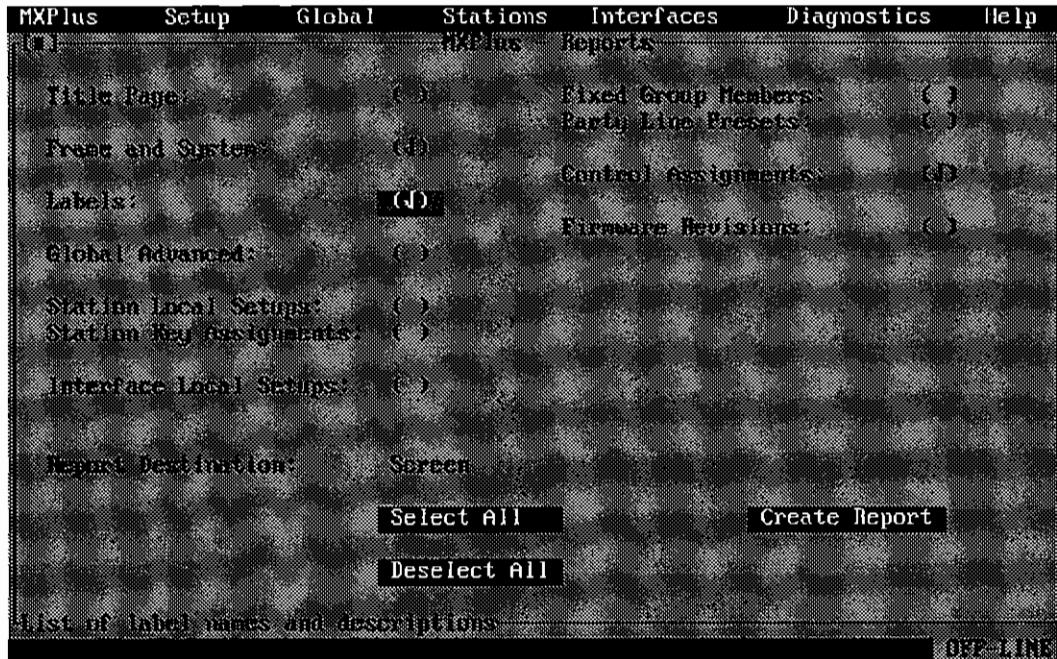 MXPlus Setup Global Stations Interfaces Diagnostics Help
[■] MXPlus Reports
Title Page: ( ) Fixed Group Members: ( )
Party Line Presets: ( )
Frame and System: (√)
Control Assignments: (√)
Labels: (√)
Firmware Revisions: ( )
Global Advanced: ( )
Station Local Setups: ( )
Station Key Assignments: ( )
Interface Local Setups: ( )
Report Destination: Screen
Select All Create Report
Deselect All
List of label names and descriptions
OFF-LINE